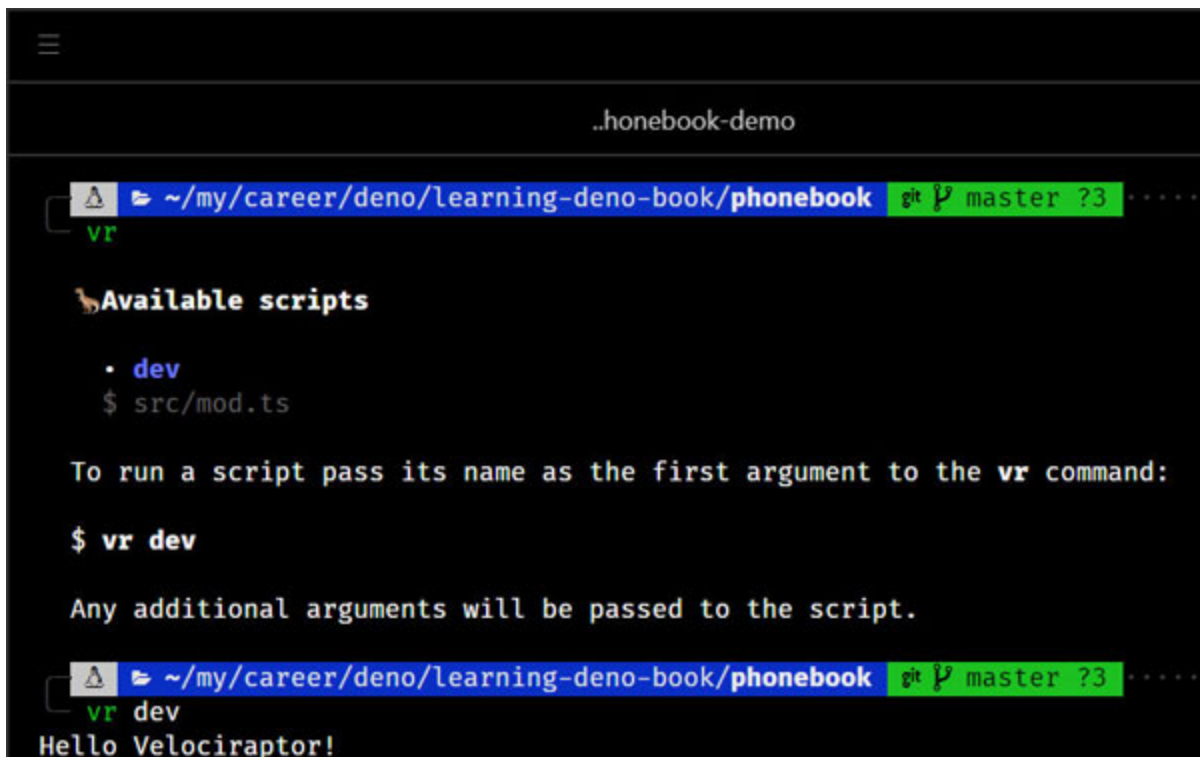 ..honebook-demo
~/my/career/deno/learning-deno-book/phonebook git master ?3
vr
Available scripts
• dev
$ src/mod.ts
To run a script pass its name as the first argument to the vr command:
$ vr dev
Any additional arguments will be passed to the script.
~/my/career/deno/learning-deno-book/phonebook git master ?3
vr dev
Hello Velociraptor!